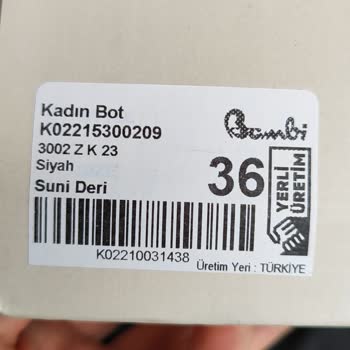 Kadın Bot
K02215300209
Bambi
3002 Z K 23
Siyah
36
Suni Deri
YERLİ
ÜRETİM
K02210031438
Üretim Yeri : TÜRKİYE